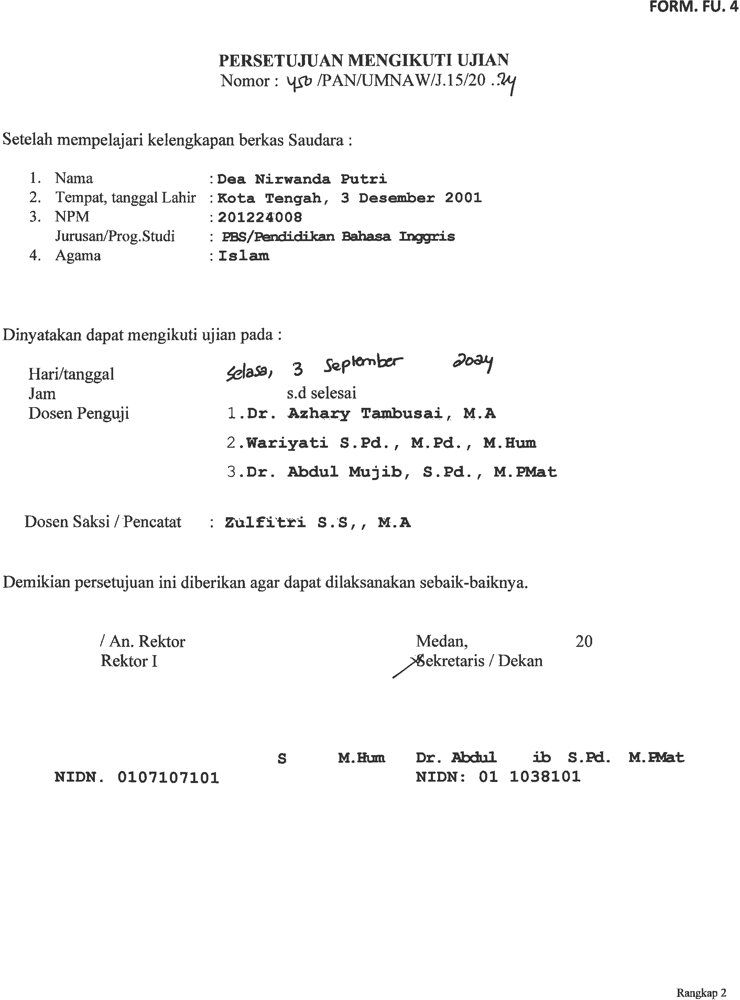 FORM. FU. 4
PERSETUJUAN MENGIKUTI UJIAN
Nomor : 450 /PAN/UMNAW/J.15/20 ..24
Setelah mempelajari kelengkapan berkas Saudara :
1. Nama : Dea Nirwanda Putri
2. Tempat, tanggal Lahir : Kota Tengah, 3 Desember 2001
3. NPM : 201224008
Jurusan/Prog.Studi : PBS/Pendidikan Bahasa Inggris
4. Agama : Islam
Dinyatakan dapat mengikuti ujian pada :
Hari/tanggal Selasa, 3 September 2024
Jam s.d selesai
Dosen Penguji 1.Dr. Azhary Tambusai, M.A
2.Wariyati S.Pd., M.Pd., M.Hum
3.Dr. Abdul Mujib, S.Pd., M.PMat
Dosen Saksi / Pencatat : Zulfitri S.S,, M.A
Demikian persetujuan ini diberikan agar dapat dilaksanakan sebaik-baiknya.
/ An. Rektor Medan, 20
Rektor I Sekretaris / Dekan
S M.Hum Dr. Abdul ib S.Pd. M.PMat
NIDN. 0107107101 NIDN: 01 1038101
Rangkap 2